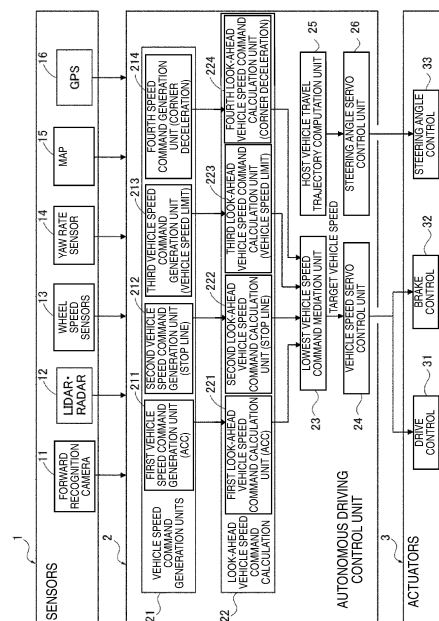 1
SENSORS
11
FORWARD
RECOGNITION
CAMERA
12
LIDAR•
RADAR
13
WHEEL
SPEED
SENSORS
14
YAW RATE
SENSOR
15
MAP
16
GPS
2
21
VEHICLE SPEED
COMMAND
GENERATION UNITS
211
FIRST VEHICLE
SPEED COMMAND
GENERATION UNIT
(ACC)
212
SECOND VEHICLE
SPEED COMMAND
GENERATION UNIT
(STOP LINE)
213
THIRD VEHICLE
SPEED COMMAND
GENERATION UNIT
(VEHICLE SPEED LIMIT)
214
FOURTH SPEED
COMMAND GENERATION
UNIT (CORNER
DECELERATION)
22
LOOK-AHEAD
VEHICLE SPEED
COMMAND
CALCULATION
221
FIRST LOOK-AHEAD
VEHICLE SPEED
COMMAND CALCULATION
UNIT (ACC)
222
SECOND LOOK-AHEAD
VEHICLE SPEED
COMMAND CALCULATION
UNIT (STOP LINE)
223
THIRD LOOK-AHEAD
VEHICLE SPEED COMMAND
CALCULATION UNIT
(VEHICLE SPEED LIMIT)
224
FOURTH LOOK-AHEAD
VEHICLE SPEED COMMAND
CALCULATION UNIT
(CORNER DECELERATION)
23
LOWEST VEHICLE SPEED
COMMAND MEDIATION UNIT
TARGET VEHICLE SPEED
24
VEHICLE SPEED SERVO
CONTROL UNIT
25
HOST VEHICLE TRAVEL
TRAJECTORY COMPUTATION UNIT
26
STEERING ANGLE SERVO
CONTROL UNIT
AUTONOMOUS DRIVING
CONTROL UNIT
3
ACTUATORS
31
DRIVE CONTROL
32
BRAKE
CONTROL
33
STEERING ANGLE
CONTROL